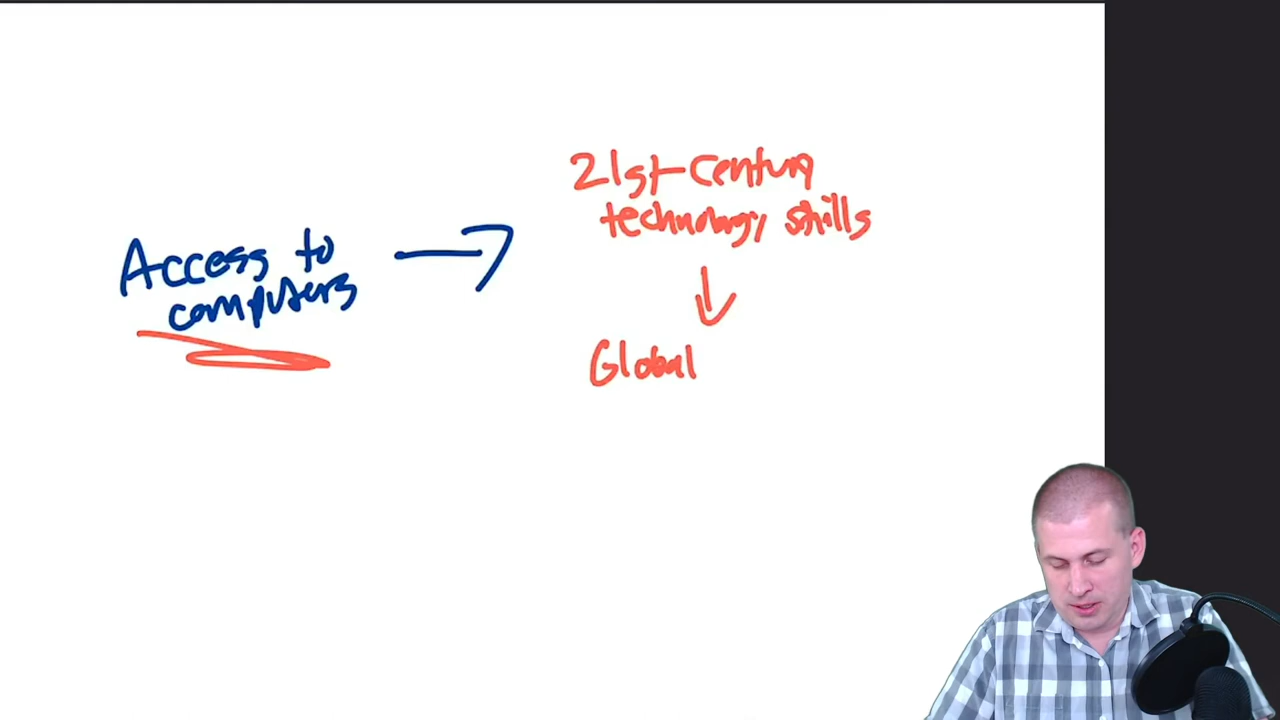 Access to
computers
21st-Century
technology skills
Global